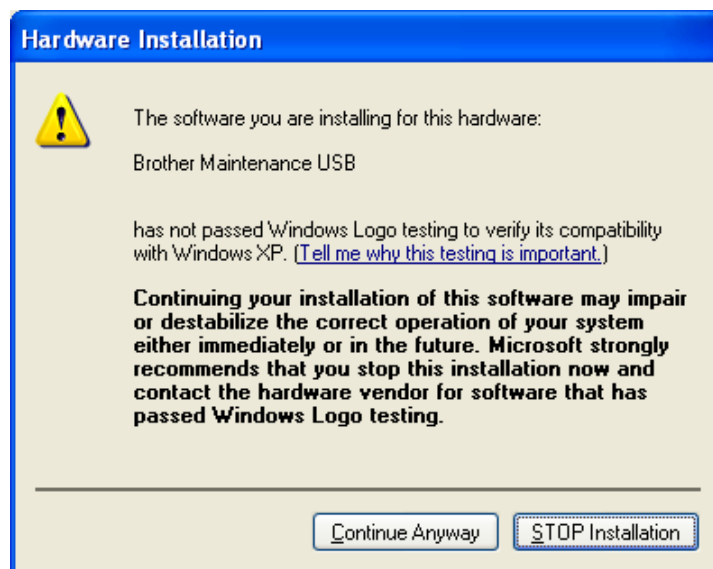 Hardware Installation
The software you are installing for this hardware:
Brother Maintenance USB
has not passed Windows Logo testing to verify its compatibility
with Windows XP. (Tell me why this testing is important.)
Continuing your installation of this software may impair
or destabilize the correct operation of your system
either immediately or in the future. Microsoft strongly
recommends that you stop this installation now and
contact the hardware vendor for software that has
passed Windows Logo testing.
Continue Anyway
STOP Installation